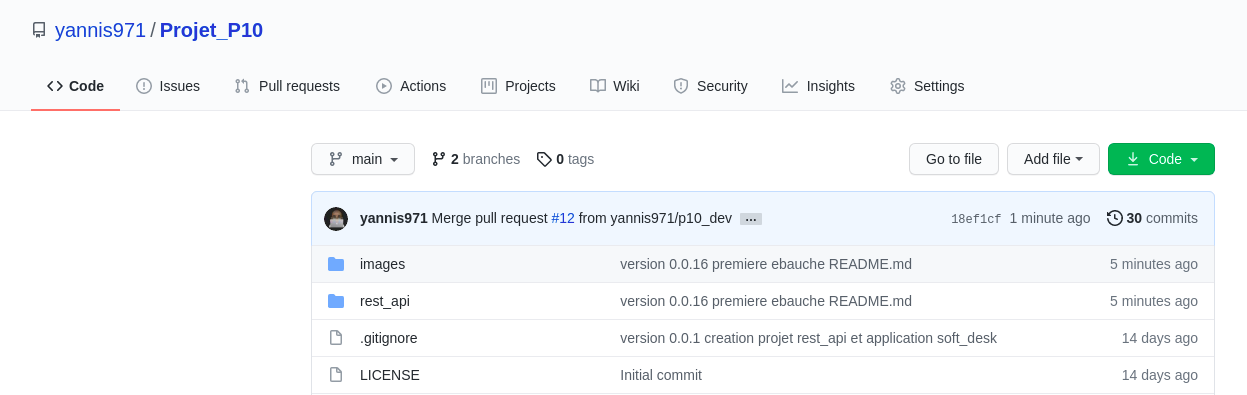 yannis971 / Projet_P10
Code Issues Pull requests Actions Projects Wiki Security Insights Settings
main 2 branches 0 tags Go to file Add file Code
yannis971 Merge pull request #12 from yannis971/p10_dev ... 18ef1cf 1 minute ago 30 commits
images version 0.0.16 premiere ebauche README.md 5 minutes ago
rest_api version 0.0.16 premiere ebauche README.md 5 minutes ago
.gitignore version 0.0.1 creation projet rest_api et application soft_desk 14 days ago
LICENSE Initial commit 14 days ago